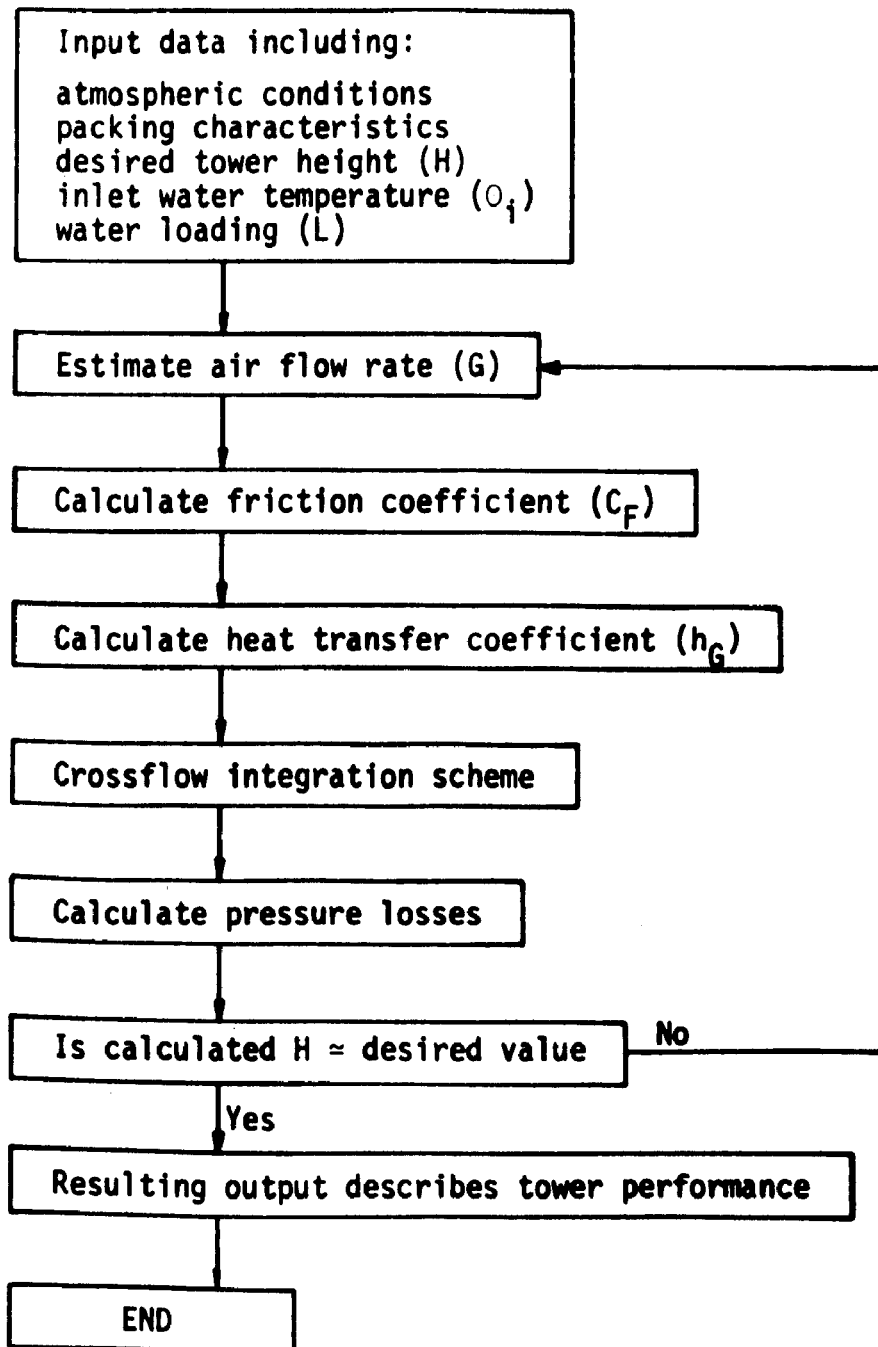 Input data including:
atmospheric conditions
packing characteristics
desired tower height (H)
inlet water temperature (O_i)
water loading (L)
Estimate air flow rate (G)
Calculate friction coefficient (C_F)
Calculate heat transfer coefficient (h_G)
Crossflow integration scheme
Calculate pressure losses
Is calculated H ≃ desired value
No
Yes
Resulting output describes tower performance
END